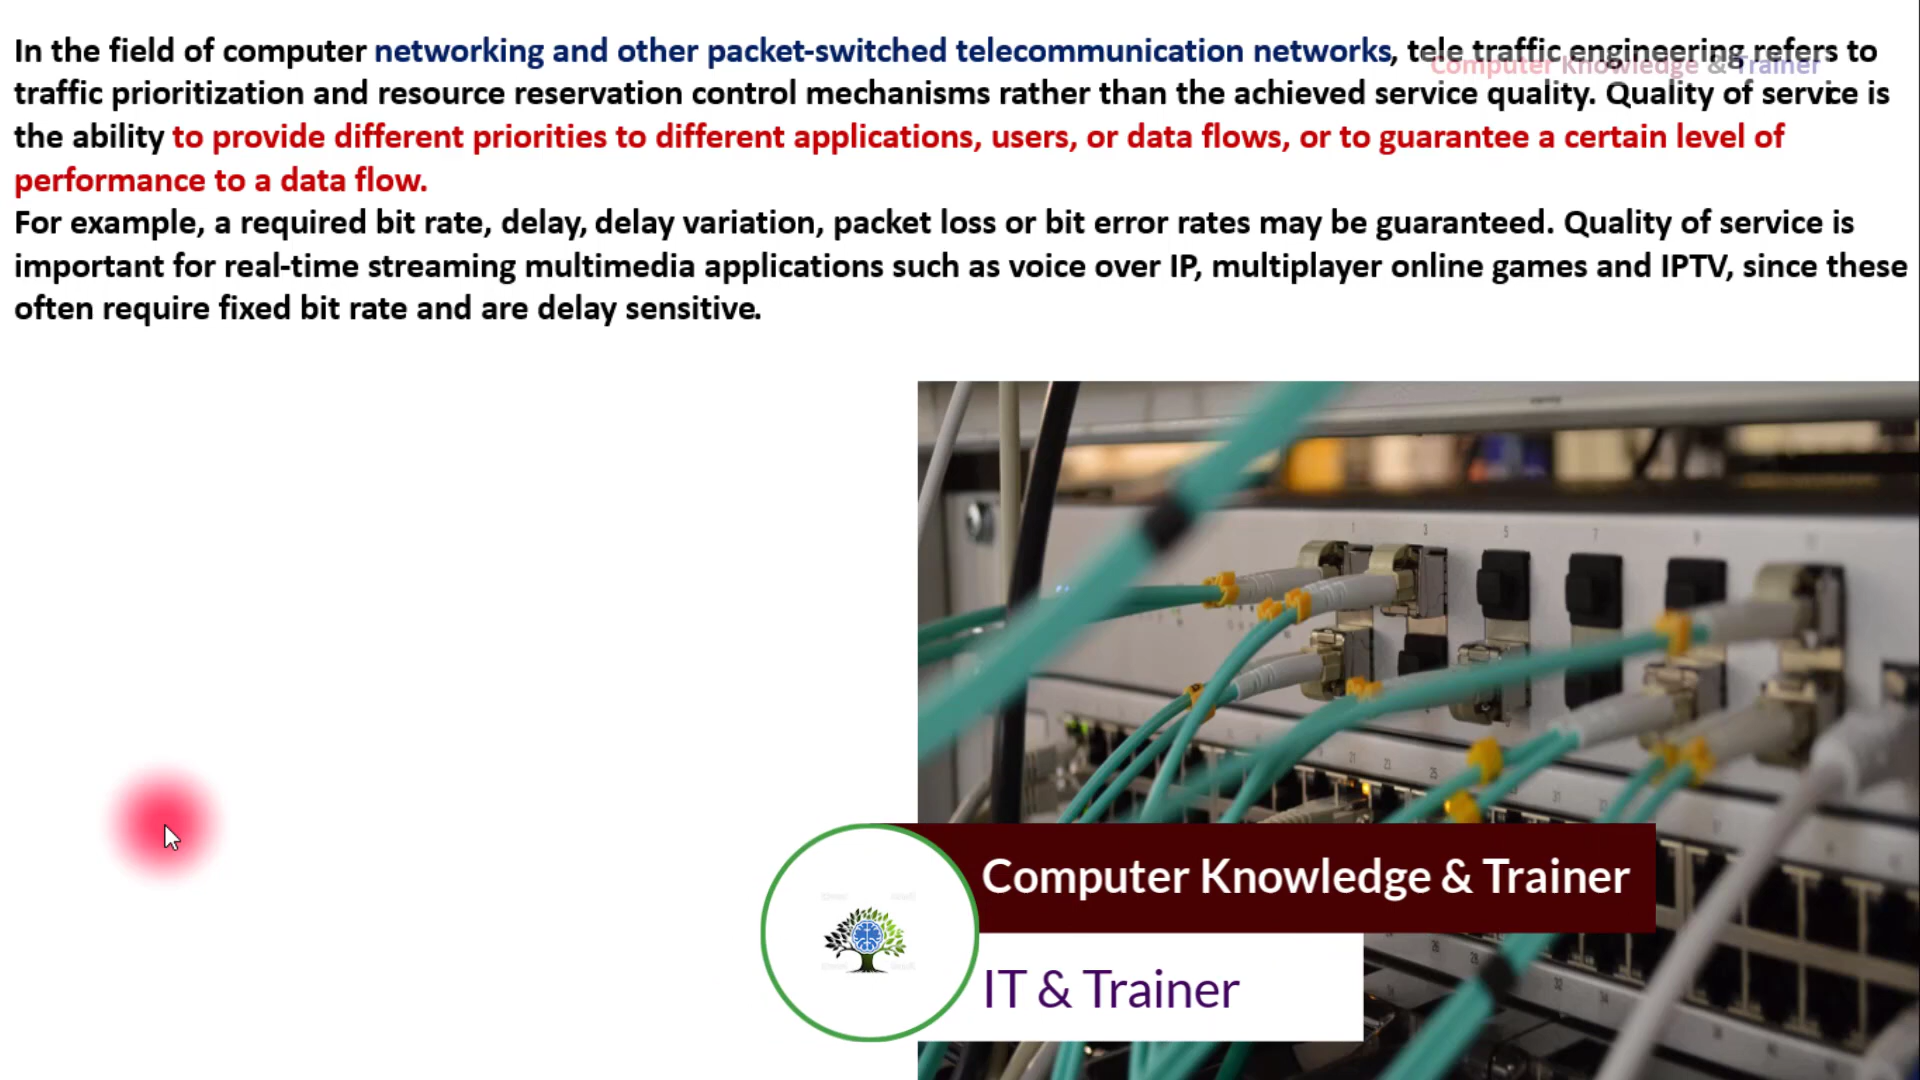 In the field of computer networking and other packet-switched telecommunication networks, tele traffic engineering refers to
Computer Knowledge & Trainer
traffic prioritization and resource reservation control mechanisms rather than the achieved service quality. Quality of service is
the ability to provide different priorities to different applications, users, or data flows, or to guarantee a certain level of
performance to a data flow.
For example, a required bit rate, delay, delay variation, packet loss or bit error rates may be guaranteed. Quality of service is
important for real-time streaming multimedia applications such as voice over IP, multiplayer online games and IPTV, since these
often require fixed bit rate and are delay sensitive.
Computer Knowledge & Trainer
IT & Trainer